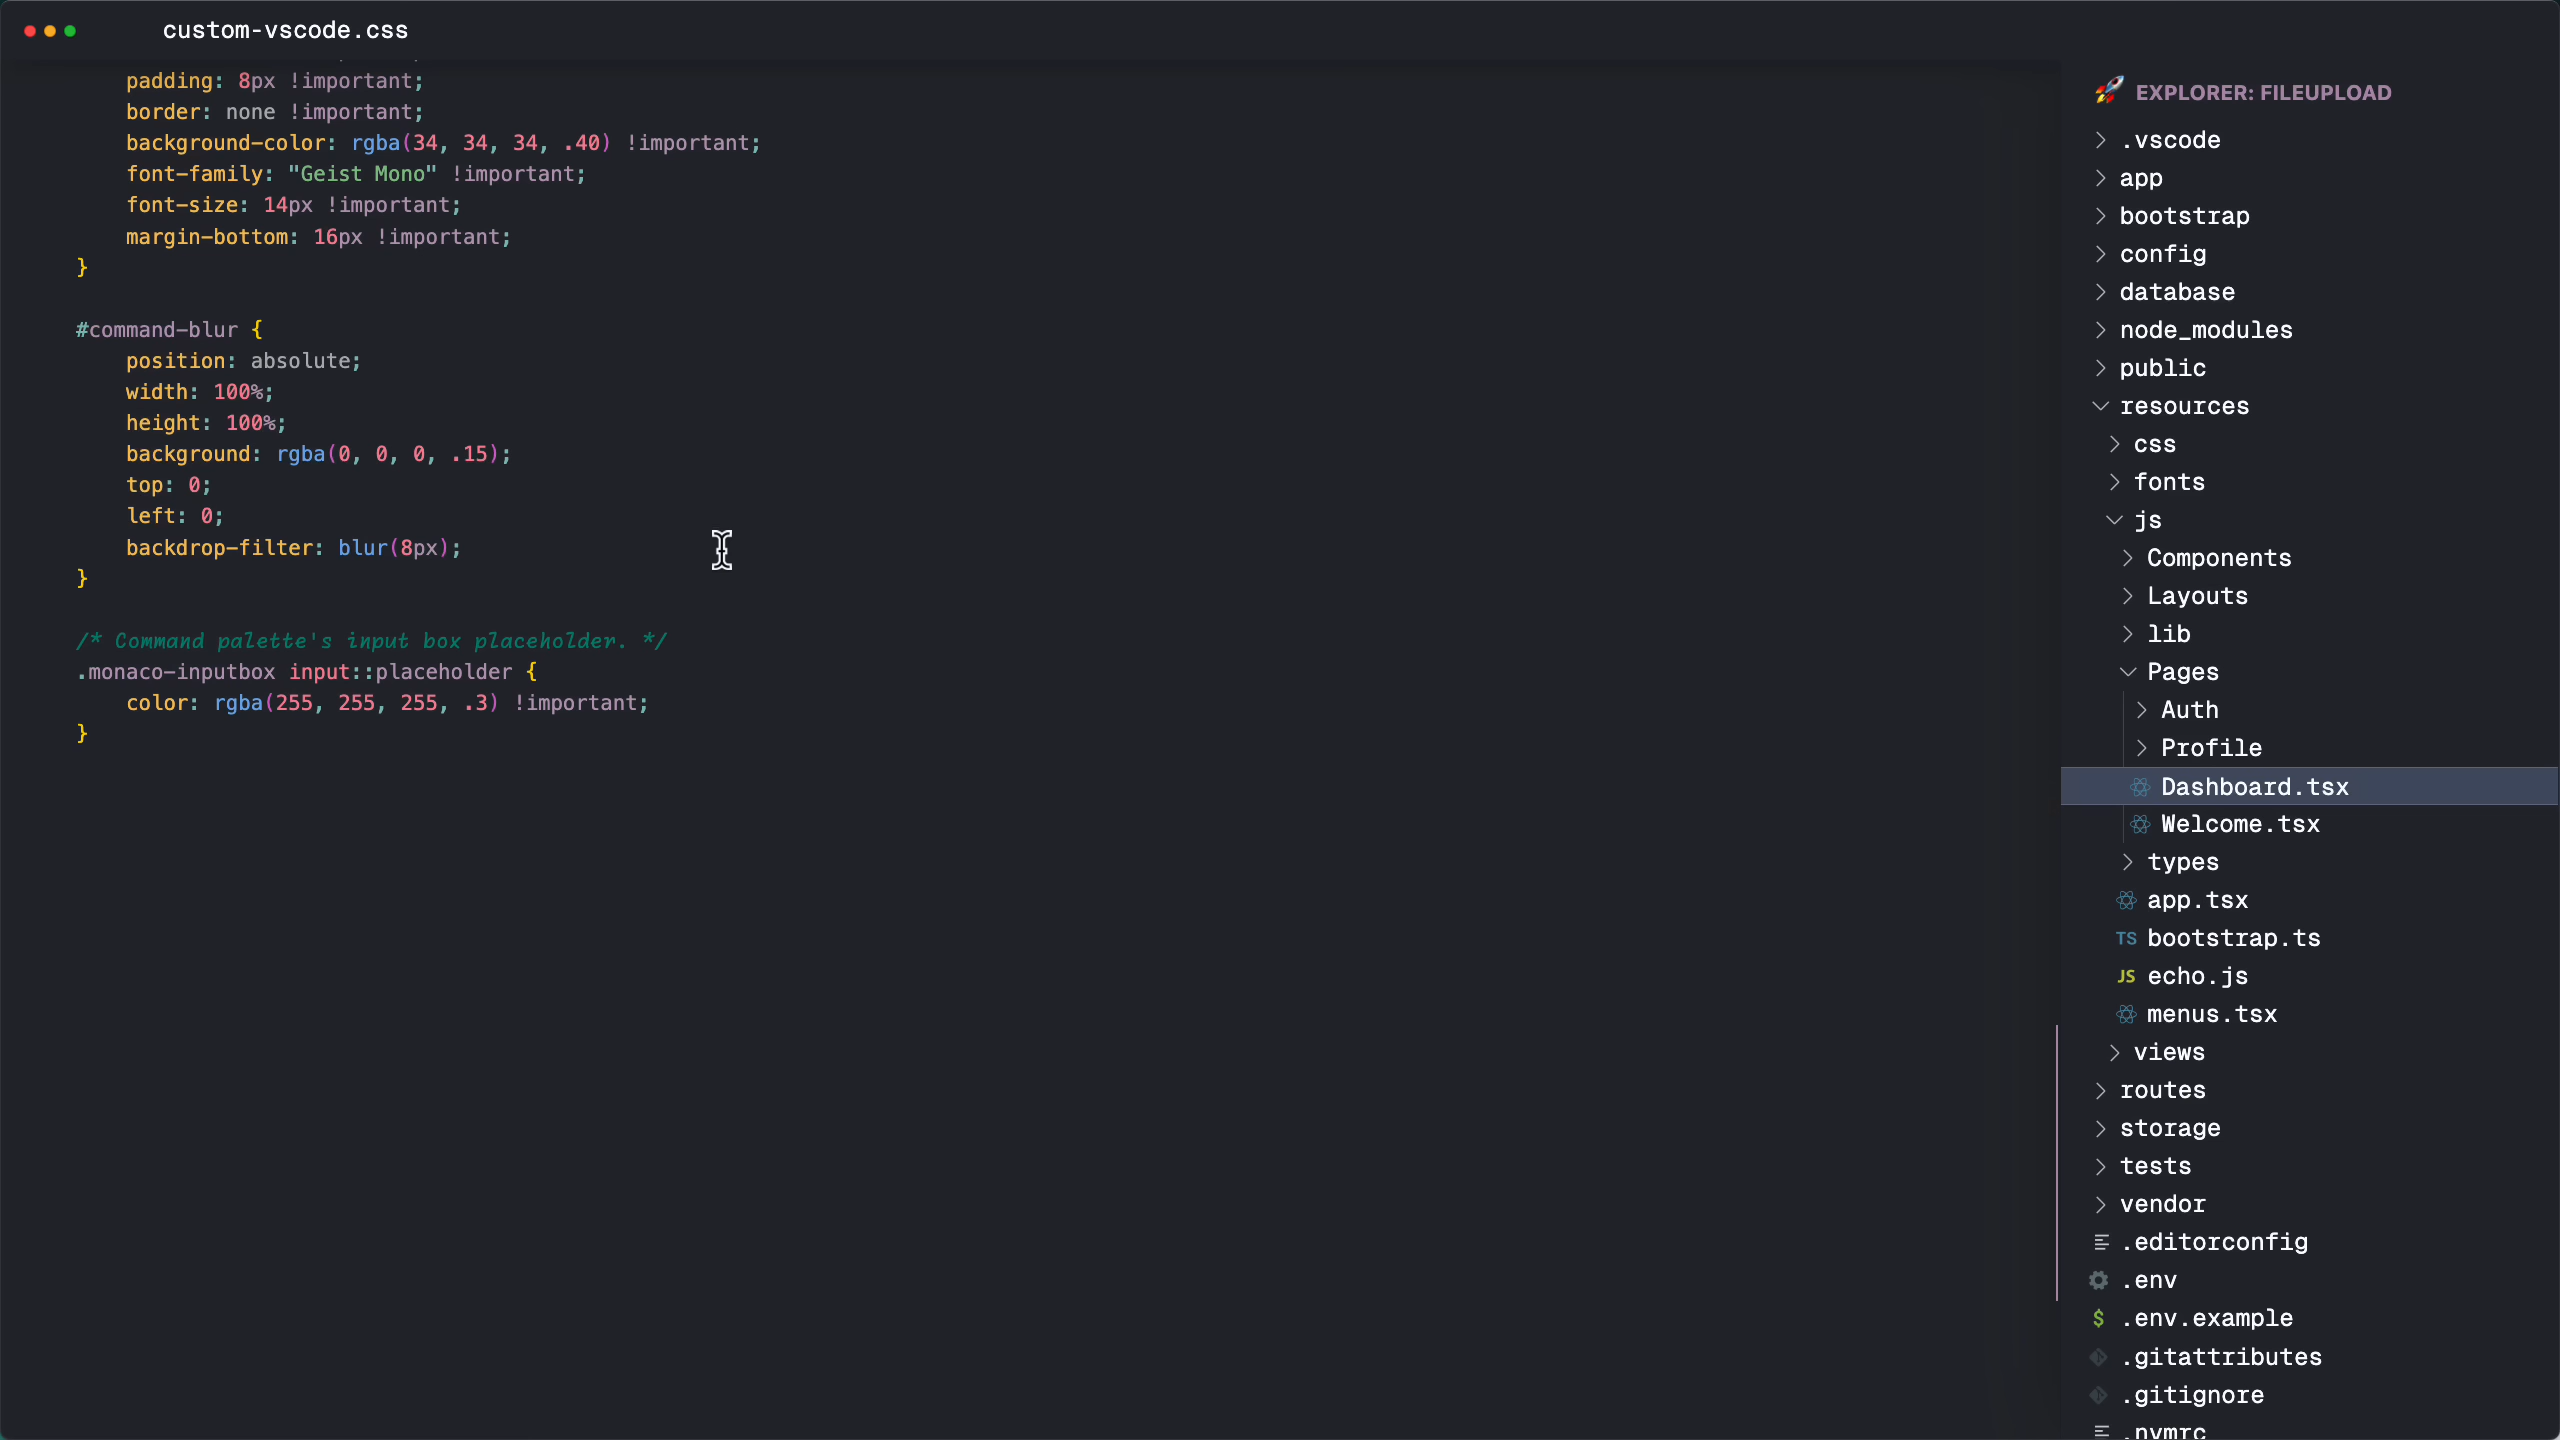 custom-vscode.css
padding: 8px !important;
border: none !important;
background-color: rgba(34, 34, 34, .40) !important;
font-family: "Geist Mono" !important;
font-size: 14px !important;
margin-bottom: 16px !important;
}
#command-blur {
position: absolute;
width: 100%;
height: 100%;
background: rgba(0, 0, 0, .15);
top: 0;
left: 0;
backdrop-filter: blur(8px);
}
/* Command palette's input box placeholder. */
.monaco-inputbox input::placeholder {
color: rgba(255, 255, 255, .3) !important;
}
EXPLORER: FILEUPLOAD
.vscode
app
bootstrap
config
database
node_modules
public
resources
css
fonts
js
Components
Layouts
lib
Pages
Auth
Profile
Dashboard.tsx
Welcome.tsx
types
app.tsx
TS bootstrap.ts
JS echo.js
menus.tsx
views
routes
storage
tests
vendor
.editorconfig
.env
$ .env.example
.gitattributes
.gitignore
.nvmrc